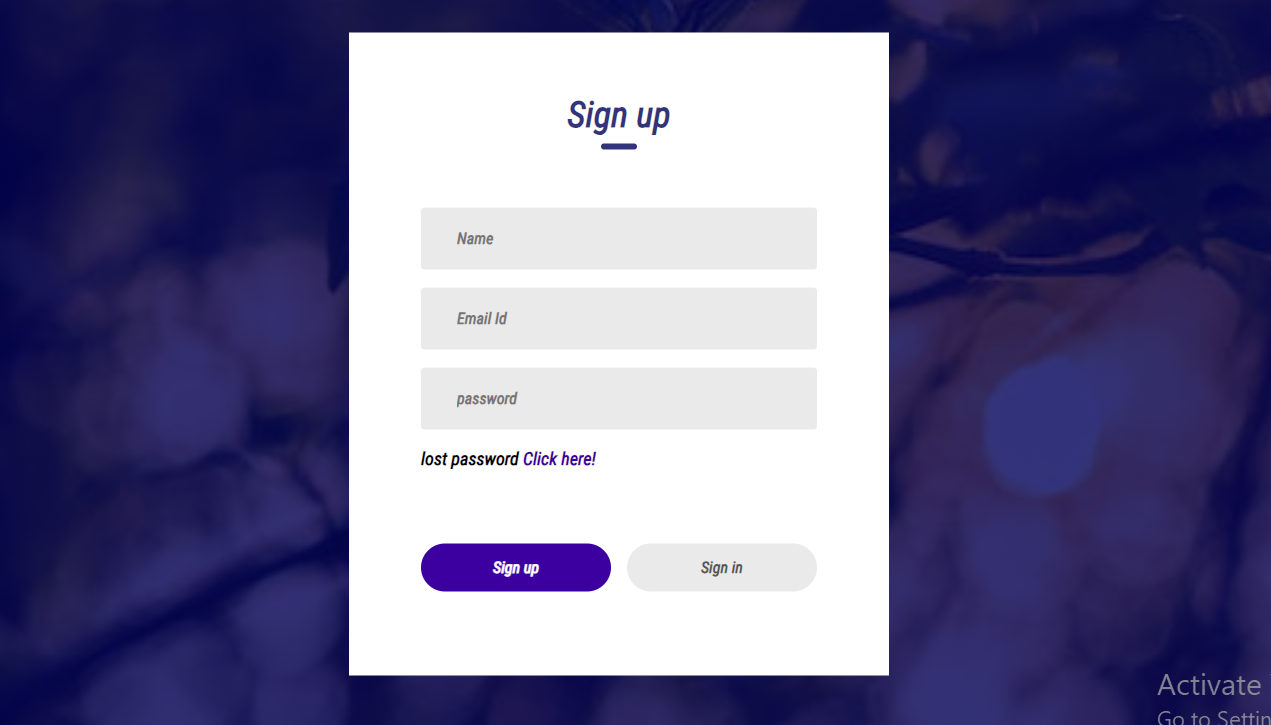 Sign up
Name
Email Id
password
lost password Click here!
Sign up Sign in
Activate
Go to Settin